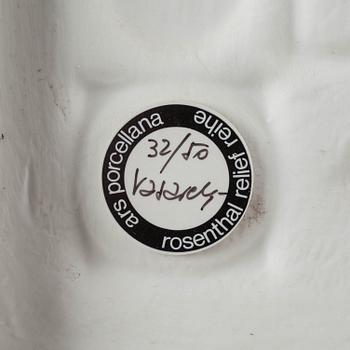 ars porcellana
rosenthal relief reihe
32/50
Vasarely